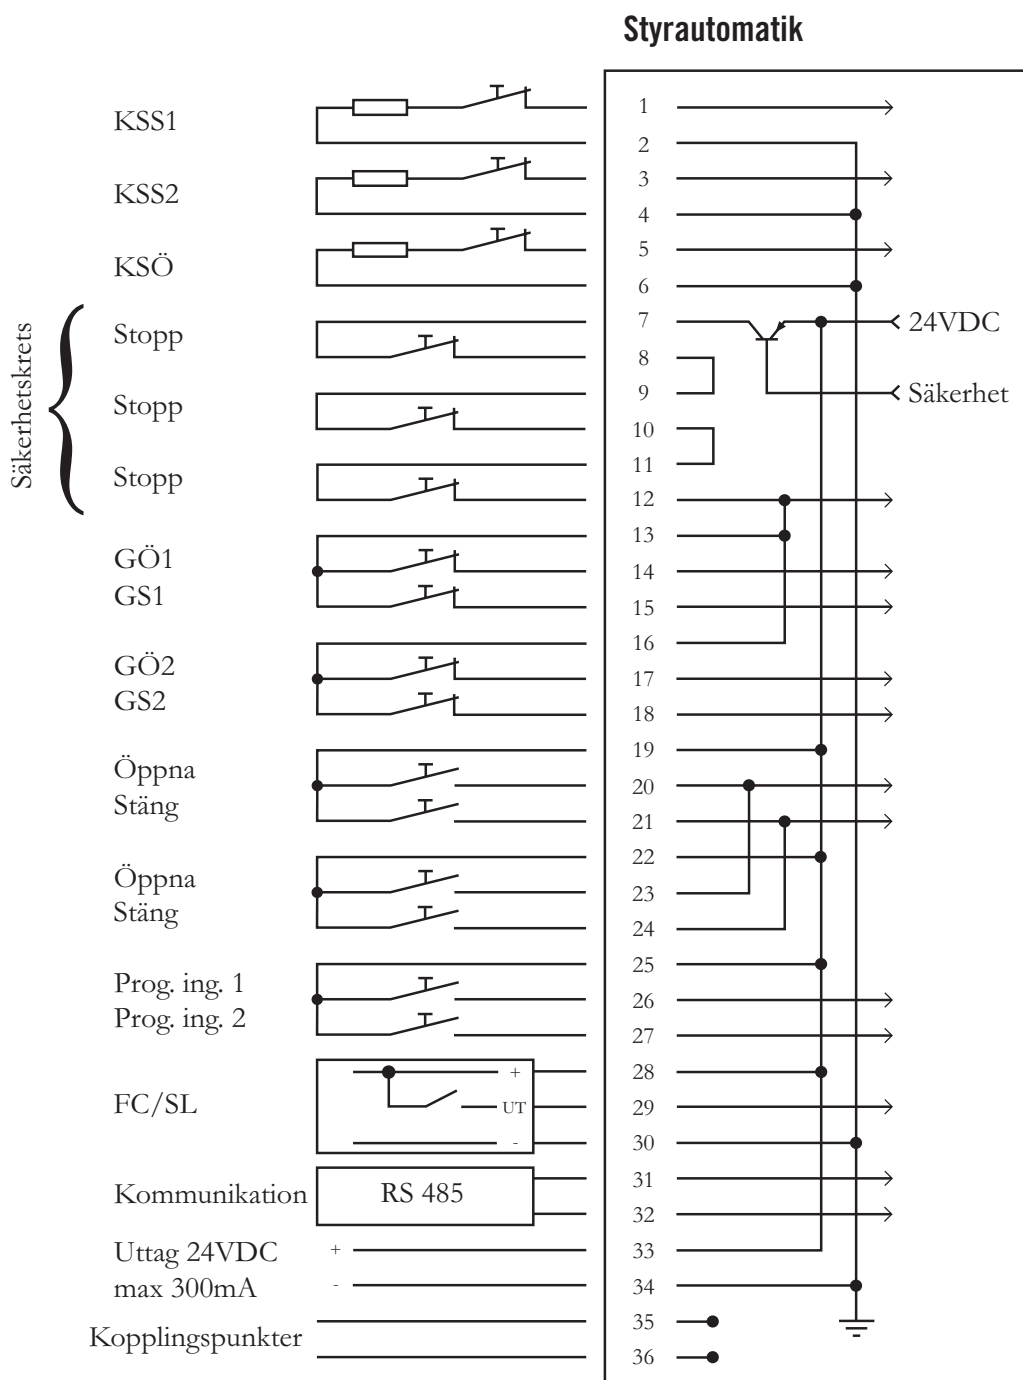 Styrautomatik
KSS1
KSS2
KSÖ
Säkerhetskrets
Stopp
Stopp
Stopp
GÖ1
GS1
GÖ2
GS2
Öppna
Stäng
Öppna
Stäng
Prog. ing. 1
Prog. ing. 2
FC/SL
+
UT
-
Kommunikation
RS 485
Uttag 24VDC
+
max 300mA
-
Kopplingspunkter
1
2
3
4
5
6
7
8
9
10
11
12
13
14
15
16
17
18
19
20
21
22
23
24
25
26
27
28
29
30
31
32
33
34
35
36
24VDC
Säkerhet